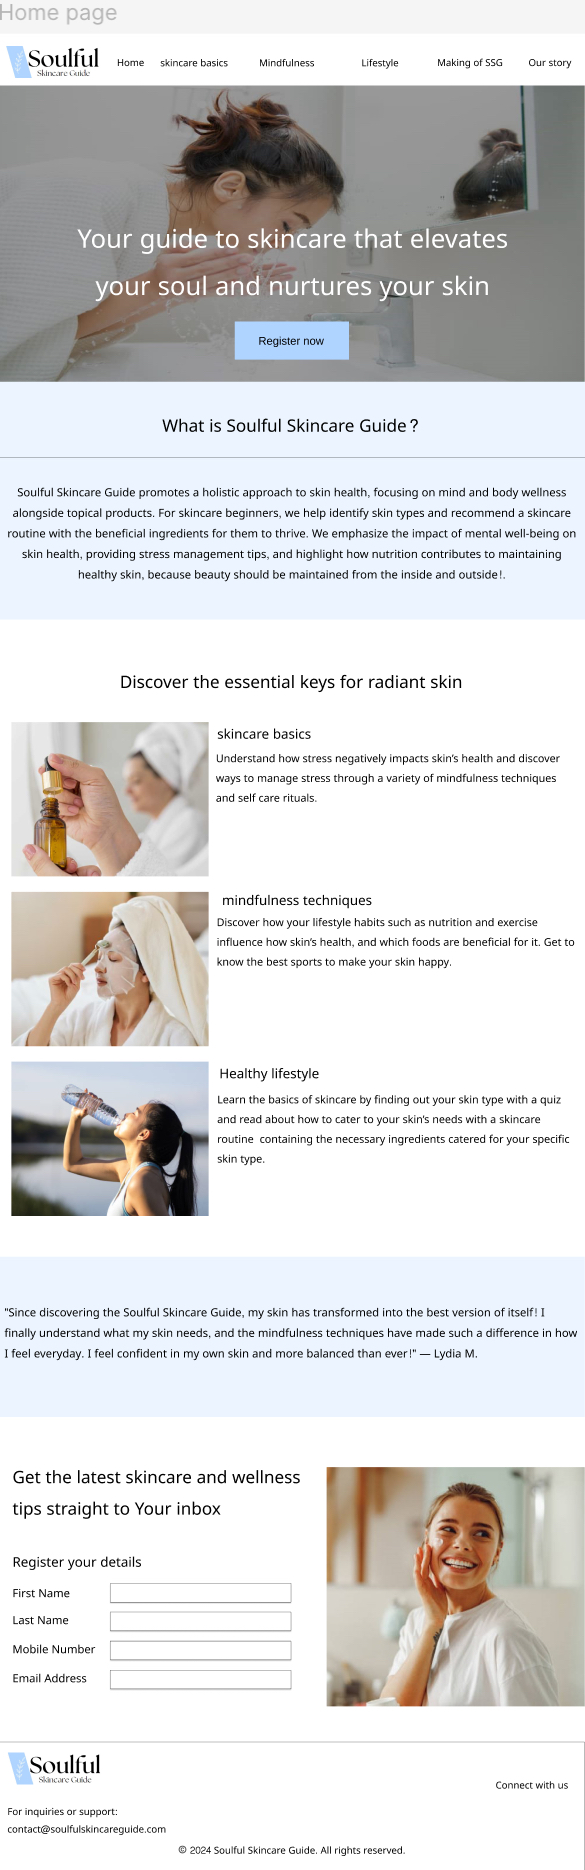 Home page
Soulful
Skincare Guide
Home skincare basics Mindfulness Lifestyle Making of SSG Our story
Your guide to skincare that elevates
your soul and nurtures your skin
Register now
What is Soulful Skincare Guide?
Soulful Skincare Guide promotes a holistic approach to skin health, focusing on mind and body wellness
alongside topical products. For skincare beginners, we help identify skin types and recommend a skincare
routine with the beneficial ingredients for them to thrive. We emphasize the impact of mental well-being on
skin health, providing stress management tips, and highlight how nutrition contributes to maintaining
healthy skin, because beauty should be maintained from the inside and outside!.
Discover the essential keys for radiant skin
skincare basics
Understand how stress negatively impacts skin’s health and discover
ways to manage stress through a variety of mindfulness techniques
and self care rituals.
mindfulness techniques
Discover how your lifestyle habits such as nutrition and exercise
influence how skin’s health, and which foods are beneficial for it. Get to
know the best sports to make your skin happy.
Healthy lifestyle
Learn the basics of skincare by finding out your skin type with a quiz
and read about how to cater to your skin’s needs with a skincare
routine  containing the necessary ingredients catered for your specific
skin type.
"Since discovering the Soulful Skincare Guide, my skin has transformed into the best version of itself! I
finally understand what my skin needs, and the mindfulness techniques have made such a difference in how
I feel everyday. I feel confident in my own skin and more balanced than ever!" — Lydia M.
Get the latest skincare and wellness
tips straight to Your inbox
Register your details
First Name
Last Name
Mobile Number
Email Address
Soulful
Skincare Guide
Connect with us
For inquiries or support:
contact@soulfulskincareguide.com
© 2024 Soulful Skincare Guide. All rights reserved.